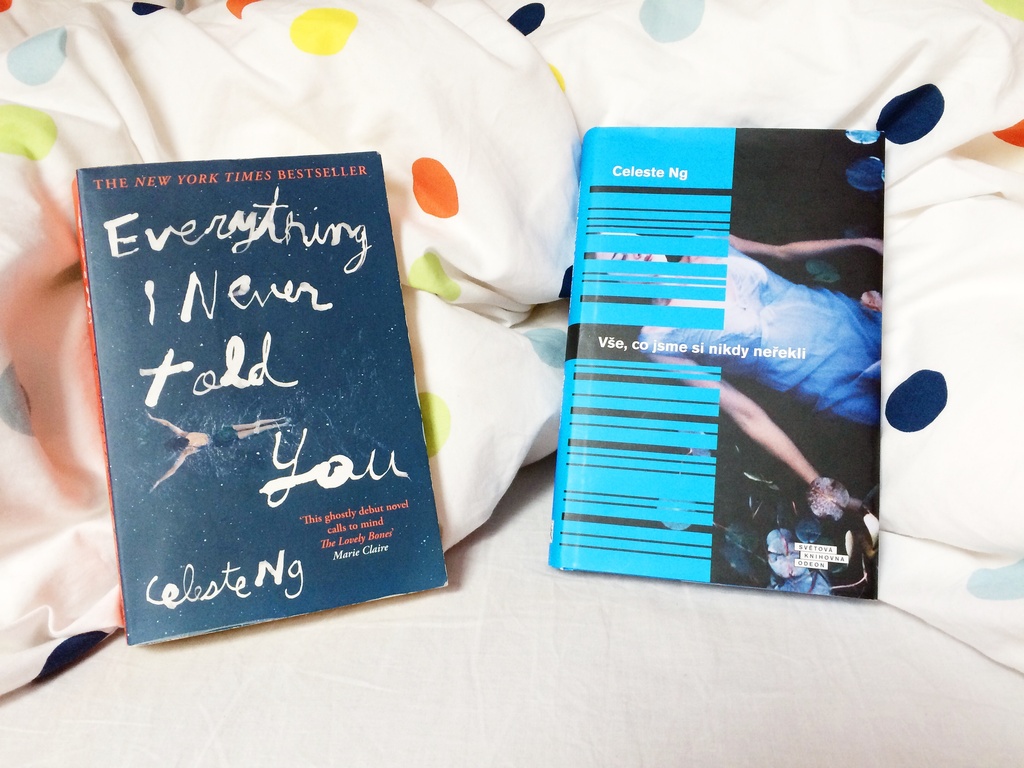 THE NEW YORK TIMES BESTSELLER
Everything
I Never
told
You
'This ghostly debut novel
calls to mind
The Lovely Bones'
Marie Claire
Celeste Ng
Celeste Ng
Vše, co jsme si nikdy neřekli
SVĚTOVÁ
KNIHOVNA
ODEON